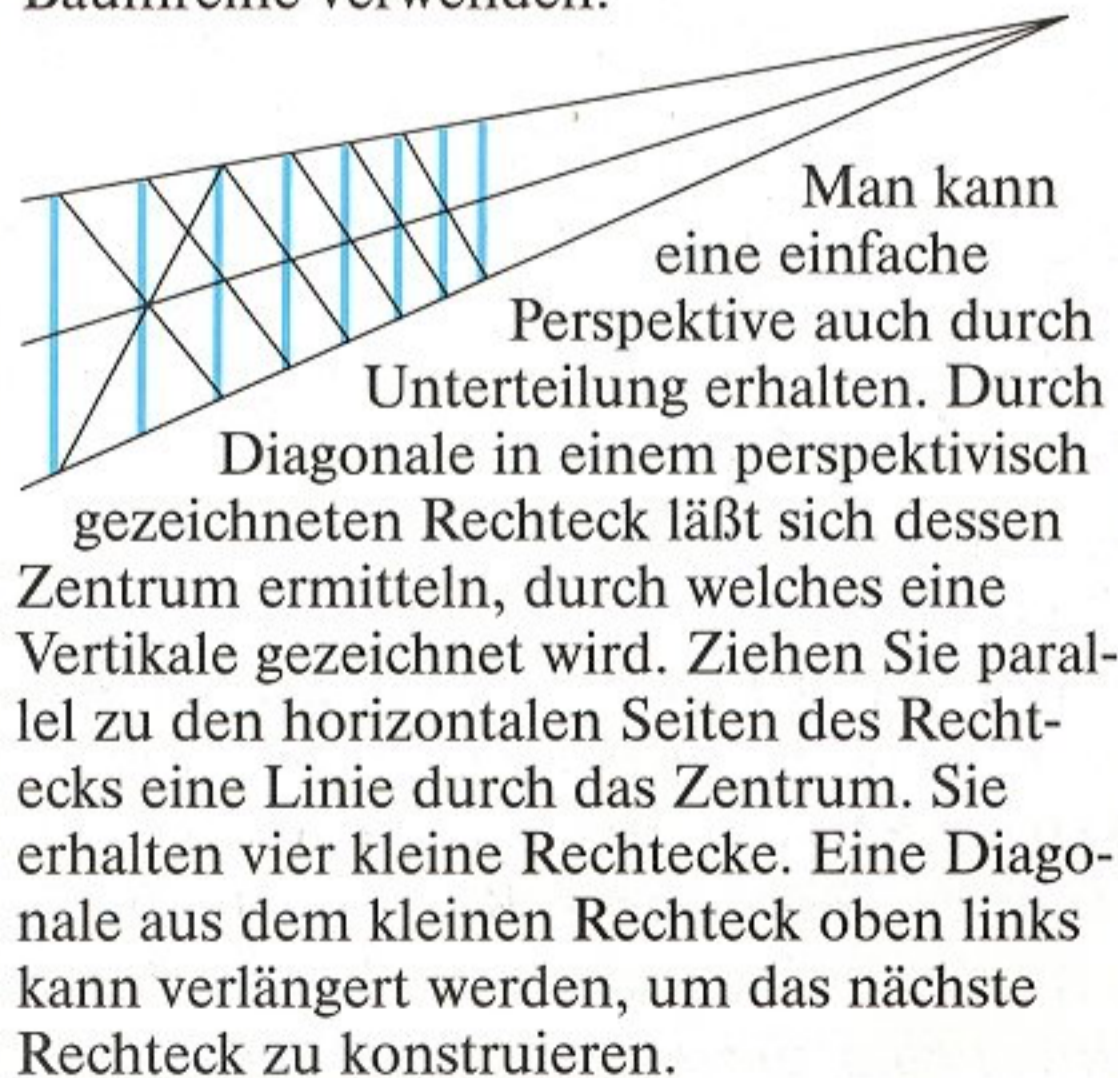 Baumreihe verwenden.
Man kann
eine einfache
Perspektive auch durch
Unterteilung erhalten. Durch
Diagonale in einem perspektivisch
gezeichneten Rechteck läßt sich dessen
Zentrum ermitteln, durch welches eine
Vertikale gezeichnet wird. Ziehen Sie paral-
lel zu den horizontalen Seiten des Recht-
ecks eine Linie durch das Zentrum. Sie
erhalten vier kleine Rechtecke. Eine Diago-
nale aus dem kleinen Rechteck oben links
kann verlängert werden, um das nächste
Rechteck zu konstruieren.